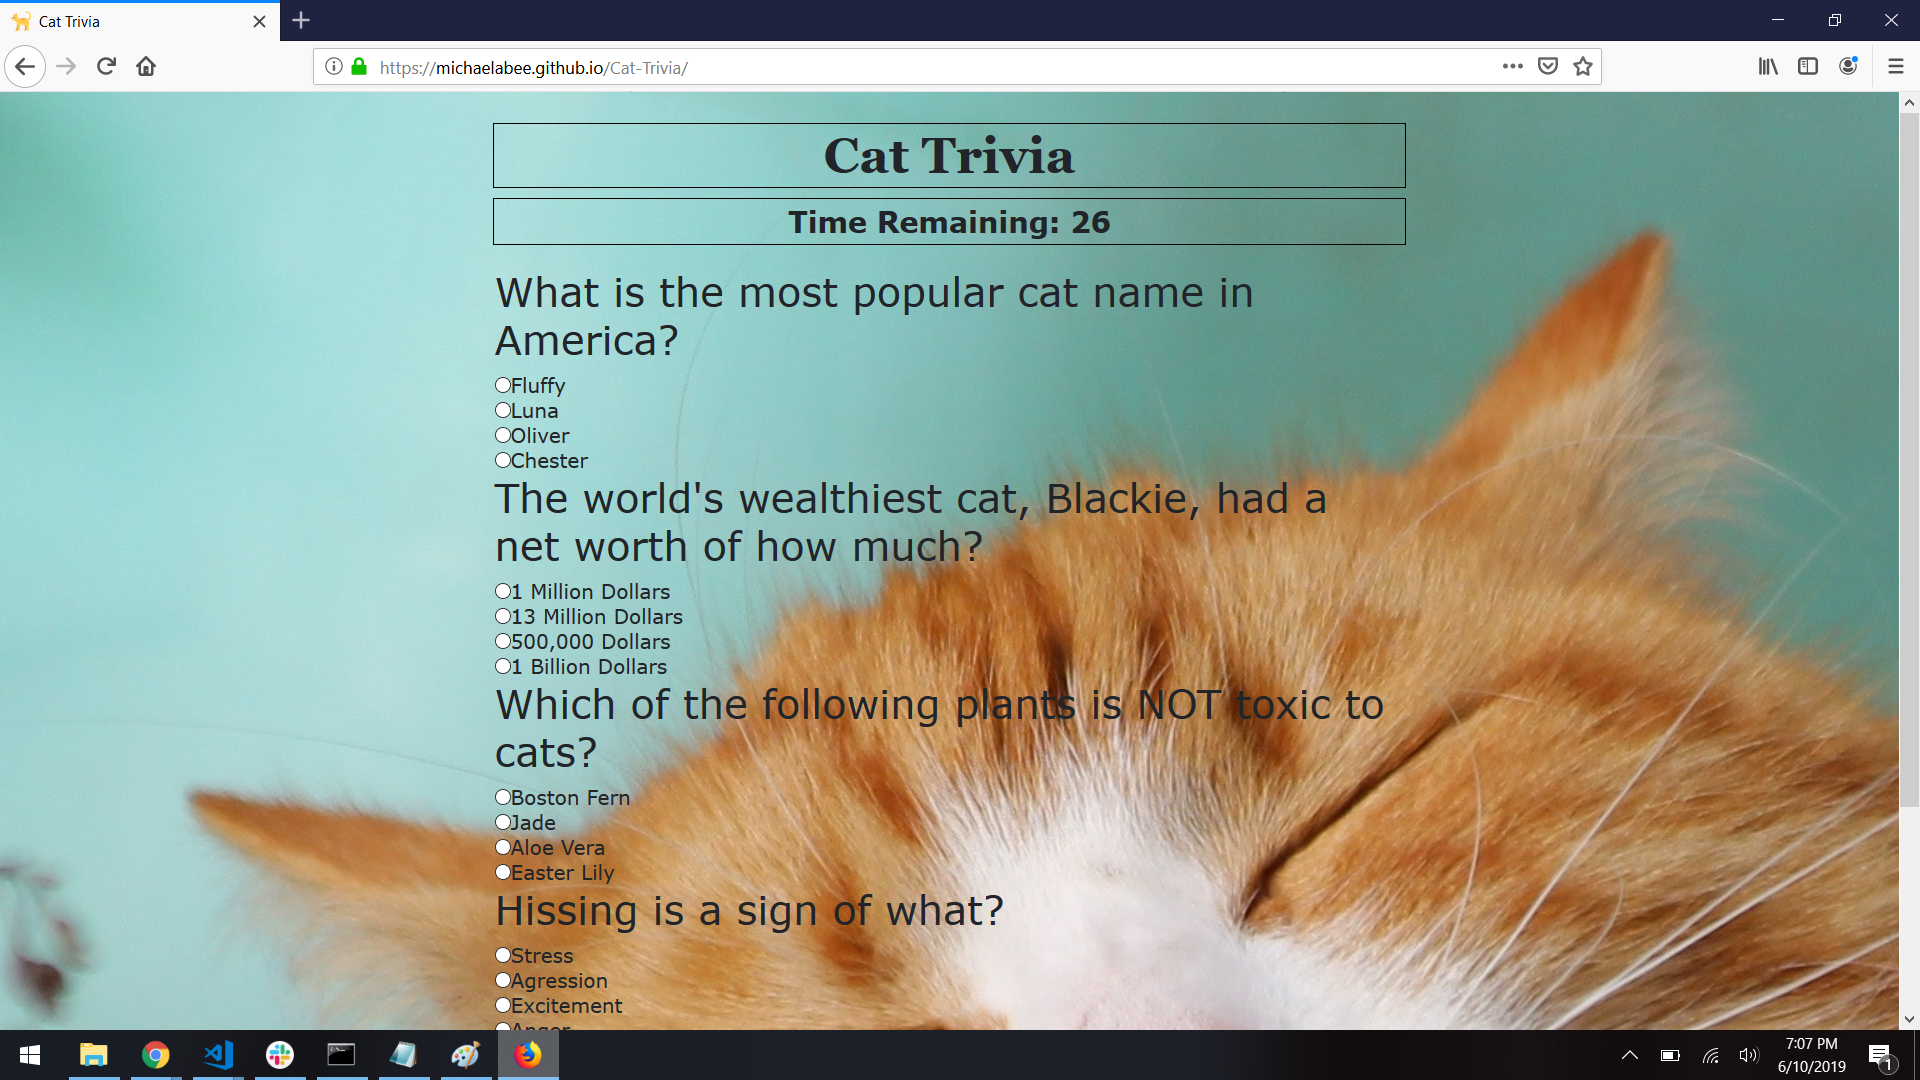 Cat Trivia
https://michaelabee.github.io/Cat-Trivia/
Cat Trivia
Time Remaining: 26
What is the most popular cat name in
America?
Fluffy
Luna
Oliver
Chester
The world's wealthiest cat, Blackie, had a
net worth of how much?
1 Million Dollars
13 Million Dollars
500,000 Dollars
1 Billion Dollars
Which of the following plants is NOT toxic to
cats?
Boston Fern
Jade
Aloe Vera
Easter Lily
Hissing is a sign of what?
Stress
Agression
Excitement
Anger
7:07 PM
6/10/2019
1